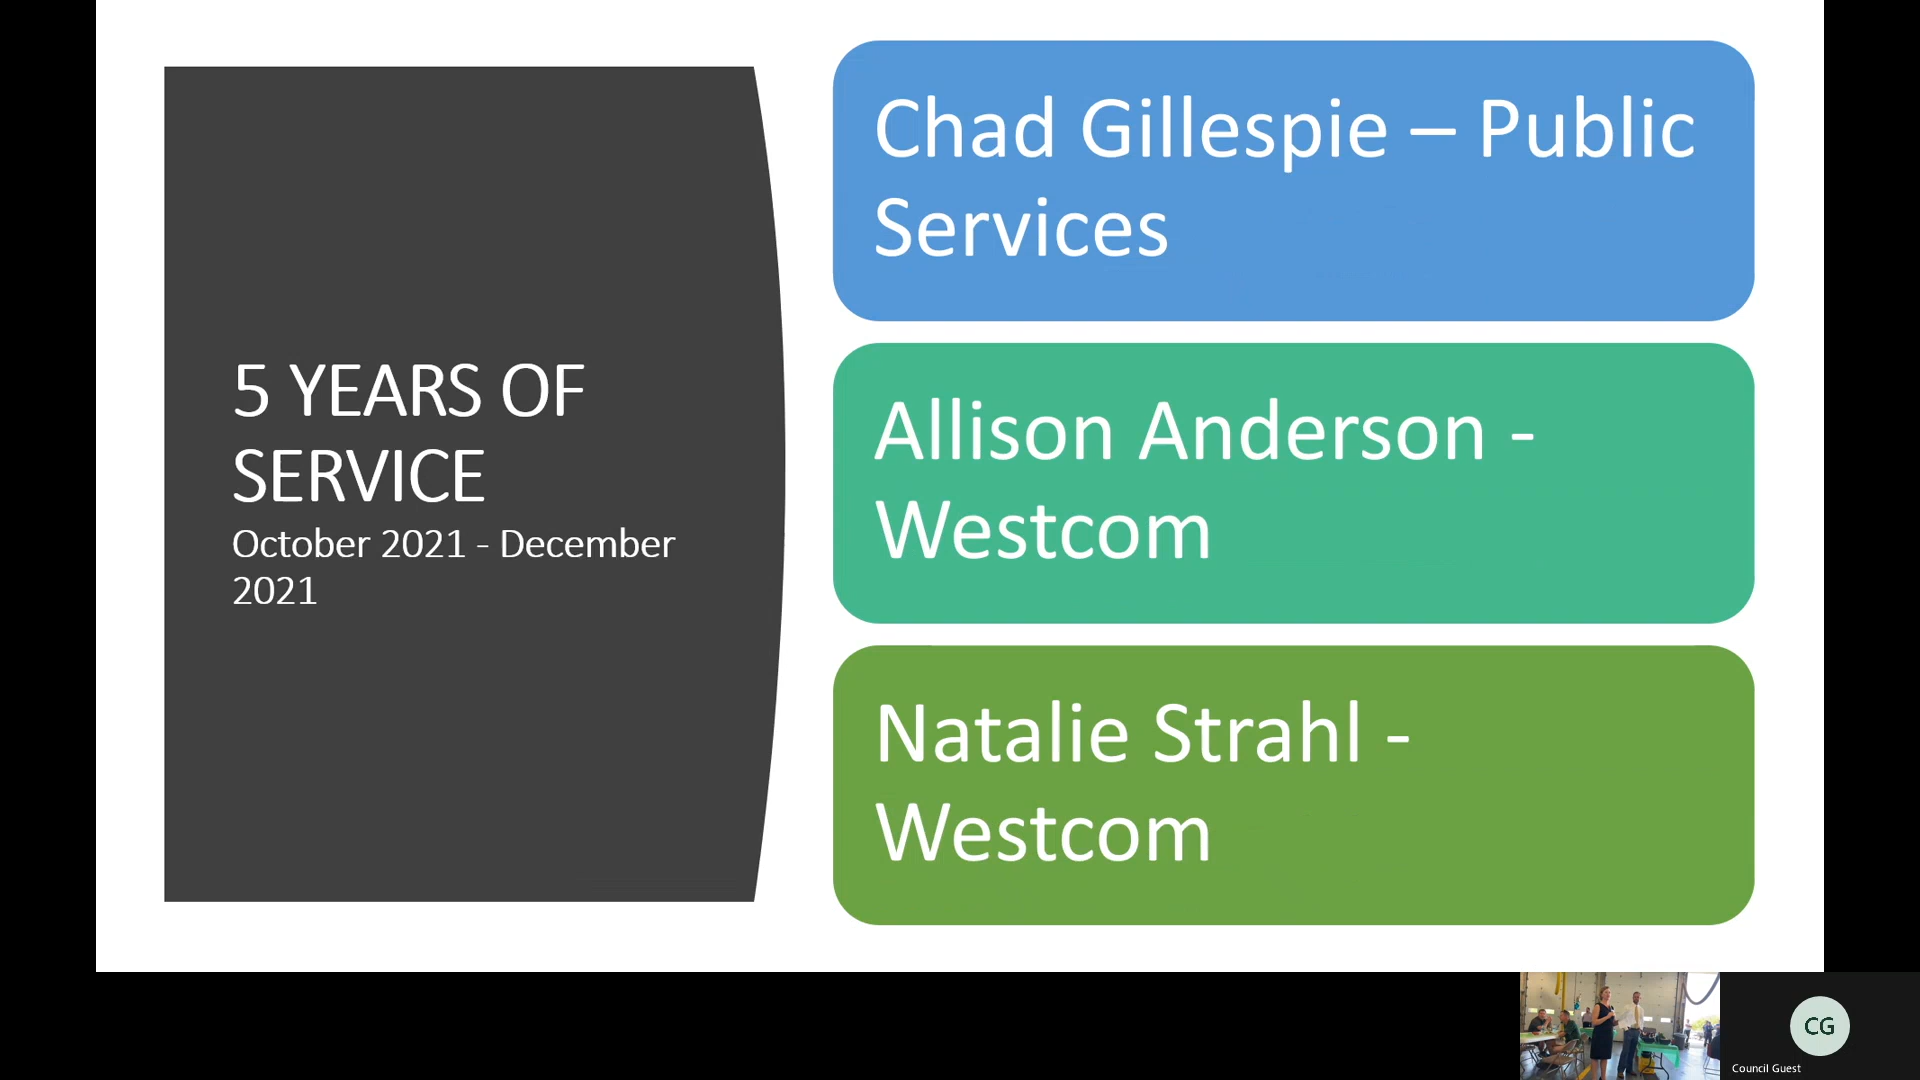 5 YEARS OF
SERVICE
October 2021 - December
2021
Chad Gillespie – Public
Services
Allison Anderson -
Westcom
Natalie Strahl -
Westcom
CG
Council Guest